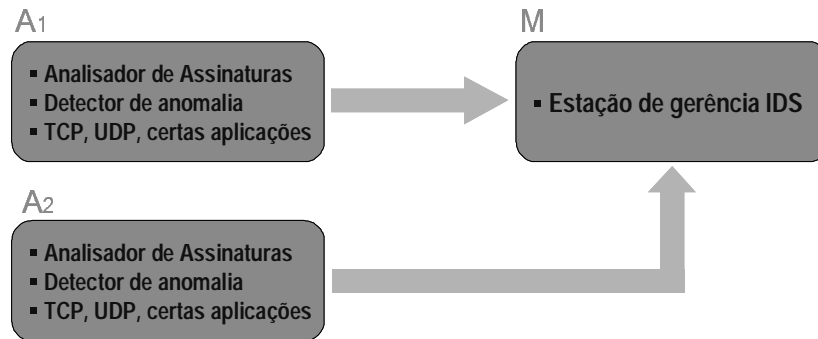 A1
▪ Analisador de Assinaturas
▪ Detector de anomalia
▪ TCP, UDP, certas aplicações
M
▪ Estação de gerência IDS
A2
▪ Analisador de Assinaturas
▪ Detector de anomalia
▪ TCP, UDP, certas aplicações